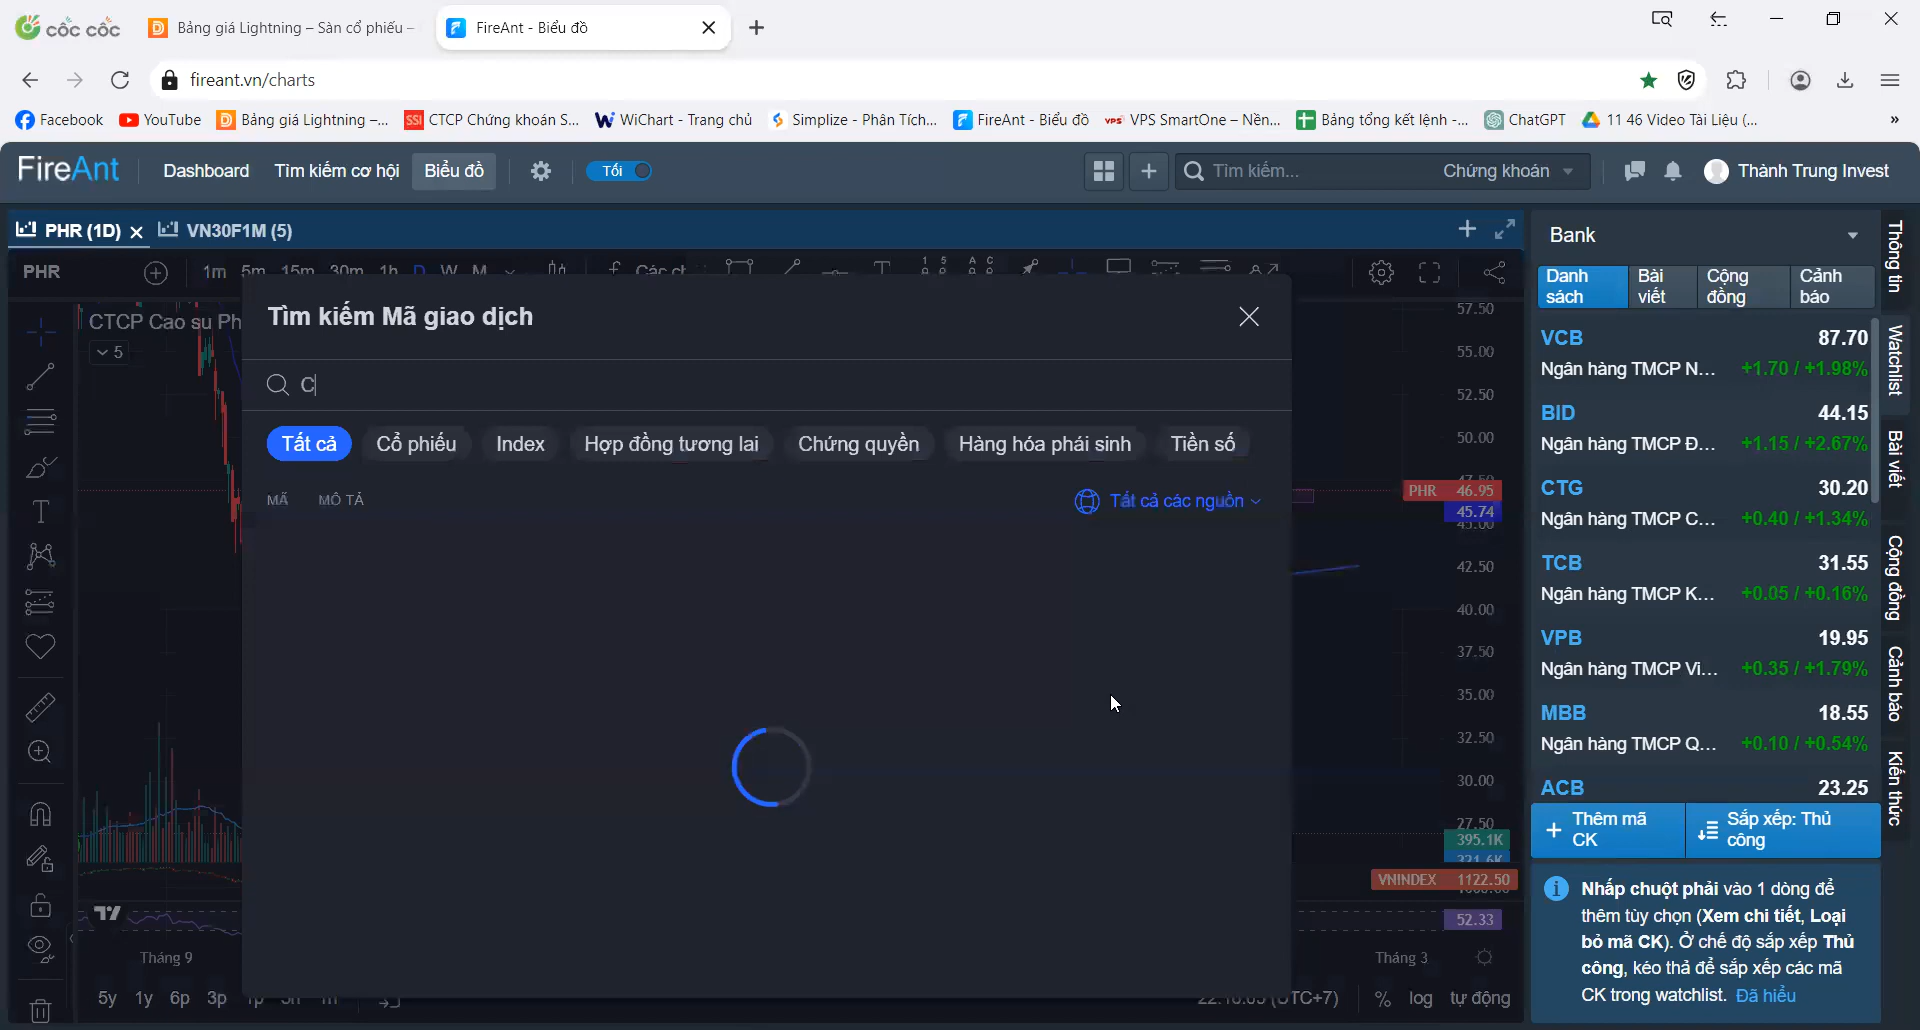 cốc cốc
Bảng giá Lightning – Sàn cổ phiếu –
FireAnt - Biểu đồ
fireant.vn/charts
Facebook
YouTube
Bảng giá Lightning –...
SSI CTCP Chứng khoán S...
WiChart - Trang chủ
Simplize - Phân Tích...
FireAnt - Biểu đồ
VPS VPS SmartOne – Nền...
Bảng tổng kết lệnh -...
ChatGPT
11 46 Video Tài Liệu (...
»
FireAnt
Dashboard
Tìm kiếm cơ hội
Biểu đồ
Tối
Tìm kiếm...
Chứng khoán
Thành Trung Invest
PHR (1D)
VN30F1M (5)
PHR
1m 5m 15m 30m 1h D W M
CTCP Cao su Ph
5
Tìm kiếm Mã giao dịch
C
Tất cả
Cổ phiếu
Index
Hợp đồng tương lai
Chứng quyền
Hàng hóa phái sinh
Tiền số
MÃ
MÔ TẢ
Tất cả các nguồn
57.50
55.00
52.50
50.00
PHR 46.95
45.74
45.00
42.50
40.00
37.50
35.00
32.50
30.00
27.50
395.1K
VNINDEX 1122.50
52.33
Tháng 9
Tháng 3
5y 1y 6p 3p
(UTC+7)
%
log
tự động
Bank
Danh sách
Bài viết
Cộng đồng
Cảnh báo
VCB 87.70
Ngân hàng TMCP N... +1.70 / +1.98%
BID 44.15
Ngân hàng TMCP Đ... +1.15 / +2.67%
CTG 30.20
Ngân hàng TMCP C... +0.40 / +1.34%
TCB 31.55
Ngân hàng TMCP K... +0.05 / +0.16%
VPB 19.95
Ngân hàng TMCP Vi... +0.35 / +1.79%
MBB 18.55
Ngân hàng TMCP Q... +0.10 / +0.54%
ACB 23.25
Thêm mã CK
Sắp xếp: Thủ công
Nhấp chuột phải vào 1 dòng để
thêm tùy chọn (Xem chi tiết, Loại
bỏ mã CK). Ở chế độ sắp xếp Thủ
công, kéo thả để sắp xếp các mã
CK trong watchlist. Đã hiểu
Thông tin
Watchlist
Bài viết
Cộng đồng
Cảnh báo
Kiến thức